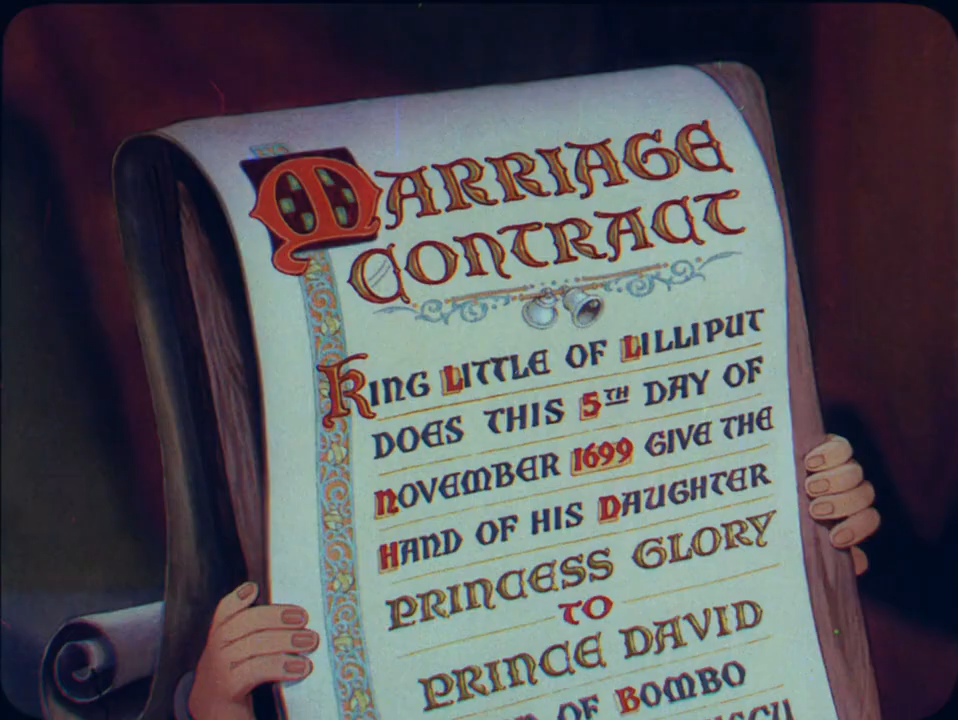 MARRIAGE
CONTRACT
KING LITTLE OF LILLIPUT
DOES THIS 5TH DAY OF
NOVEMBER 1699 GIVE THE
HAND OF HIS DAUGHTER
PRINCESS GLORY
TO
PRINCE DAVID
OF BOMBO